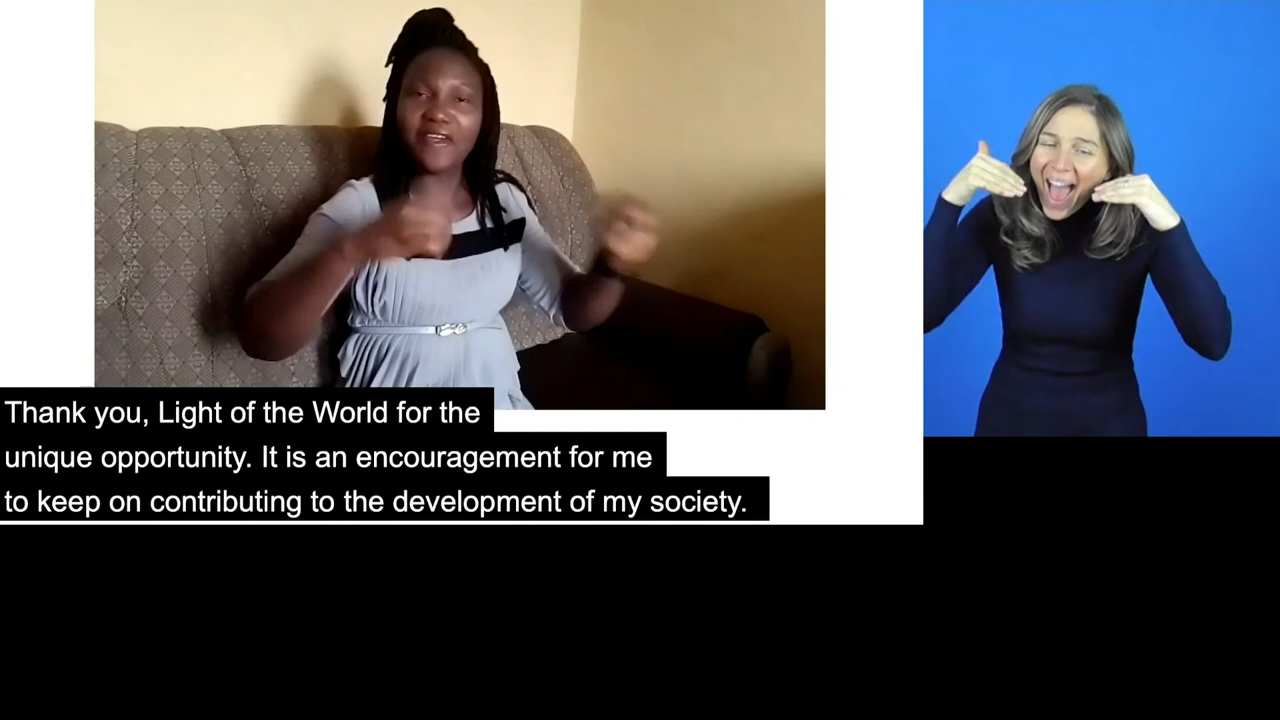 Thank you, Light of the World for the
unique opportunity. It is an encouragement for me
to keep on contributing to the development of my society.